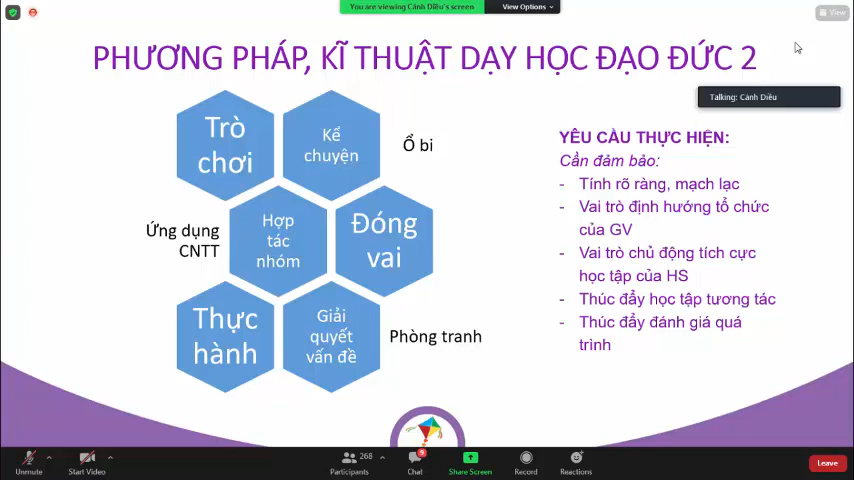 You are viewing Cánh Diều's screen
View Options
View
PHƯƠNG PHÁP, KĨ THUẬT DẠY HỌC ĐẠO ĐỨC 2
Talking: Cánh Diều
Trò
chơi
Kể
chuyện
Ổ bi
Ứng dụng
CNTT
Hợp
tác
nhóm
Đóng
vai
Thực
hành
Giải
quyết
vấn đề
Phòng tranh
YÊU CẦU THỰC HIỆN:
Cần đảm bảo:
- Tính rõ ràng, mạch lạc
- Vai trò định hướng tổ chức
của GV
- Vai trò chủ động tích cực
học tập của HS
- Thúc đẩy học tập tương tác
- Thúc đẩy đánh giá quá
trình
Unmute
Start Video
268
Participants
9
Chat
Share Screen
Record
Reactions
Leave